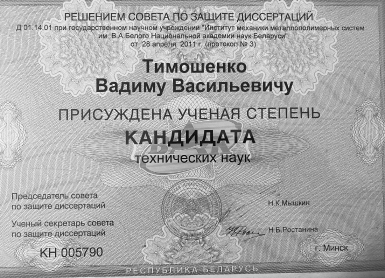 РЕШЕНИЕМ СОВЕТА ПО ЗАЩИТЕ ДИССЕРТАЦИЙ
Д 01.14.01 при государственном научном учреждении "Институт механики металлополимерных систем
им. В.А.Белого Национальной академии наук Беларуси"
от 28 апреля 2011 г. (протокол № 3)
Тимошенко
Вадиму Васильевичу
ПРИСУЖДЕНА УЧЕНАЯ СТЕПЕНЬ
КАНДИДАТА
технических наук
Председатель совета
по защите диссертаций
Н.К.Мышкин
Ученый секретарь совета
по защите диссертаций
Н.Б.Ростанина
КН 005790
г. Минск
РЕСПУБЛИКА БЕЛАРУСЬ